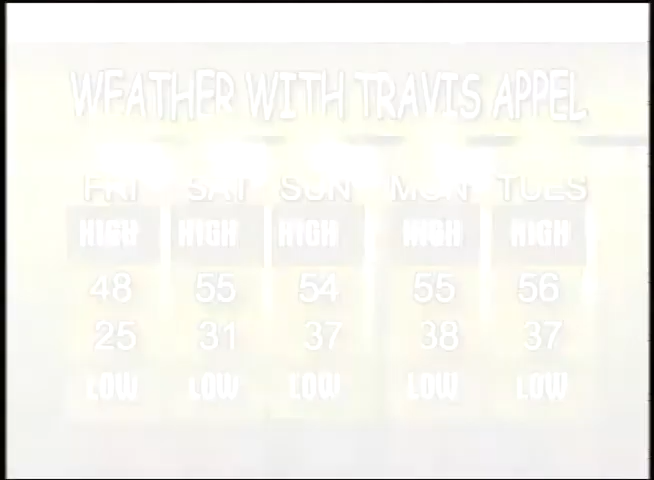 WEATHER WITH TRAVIS APPEL
FRI SAT SUN MON TUES
HIGH HIGH HIGH HIGH HIGH
48 55 54 55 56
25 31 37 38 37
LOW LOW LOW LOW LOW